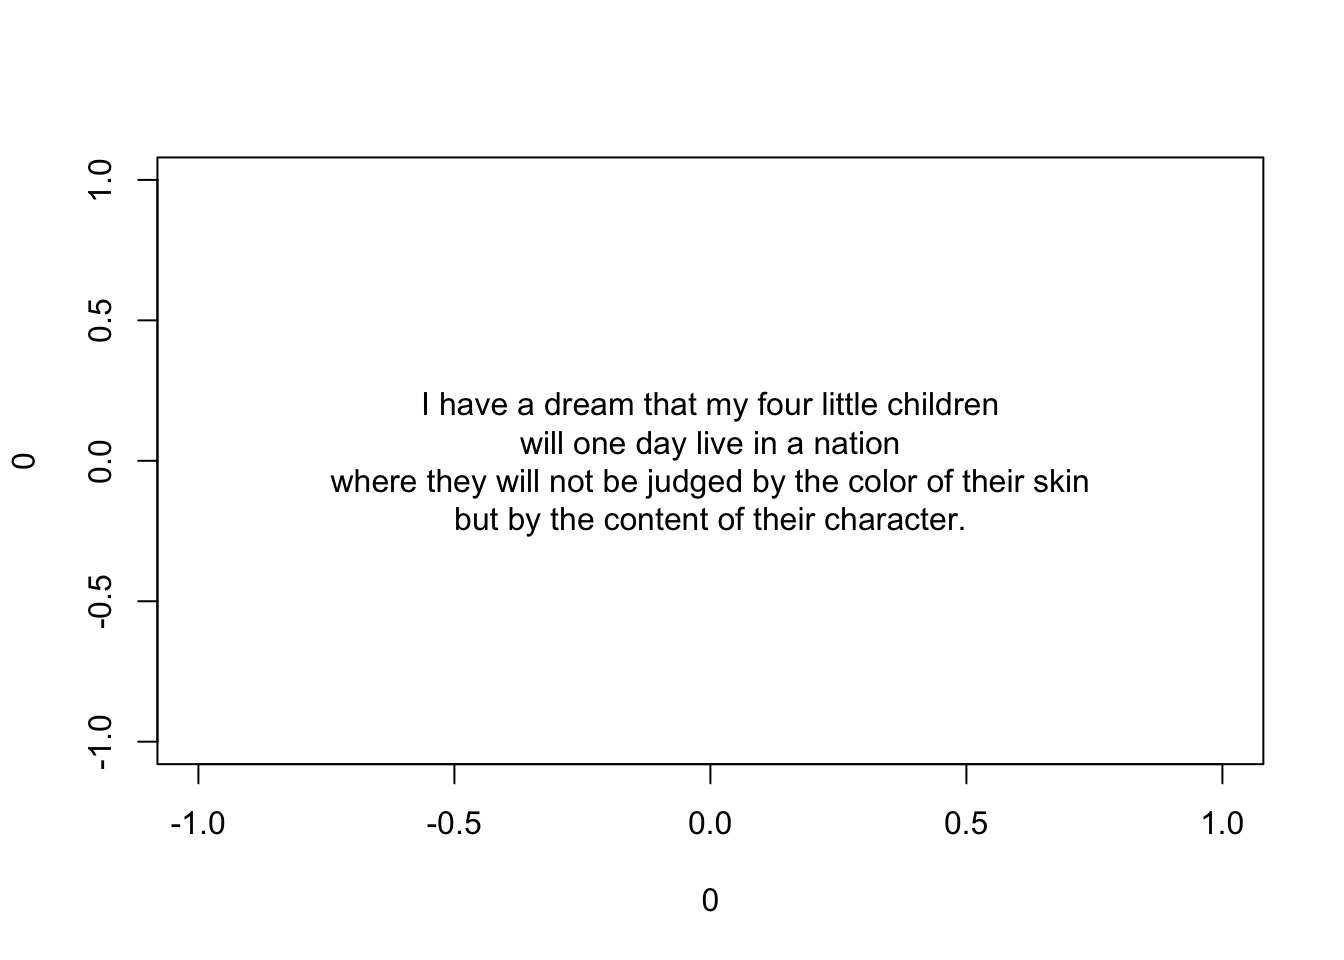 1.0
0.5
0.0
-0.5
-1.0
0
I have a dream that my four little children
will one day live in a nation
where they will not be judged by the color of their skin
but by the content of their character.
-1.0 -0.5 0.0 0.5 1.0
0